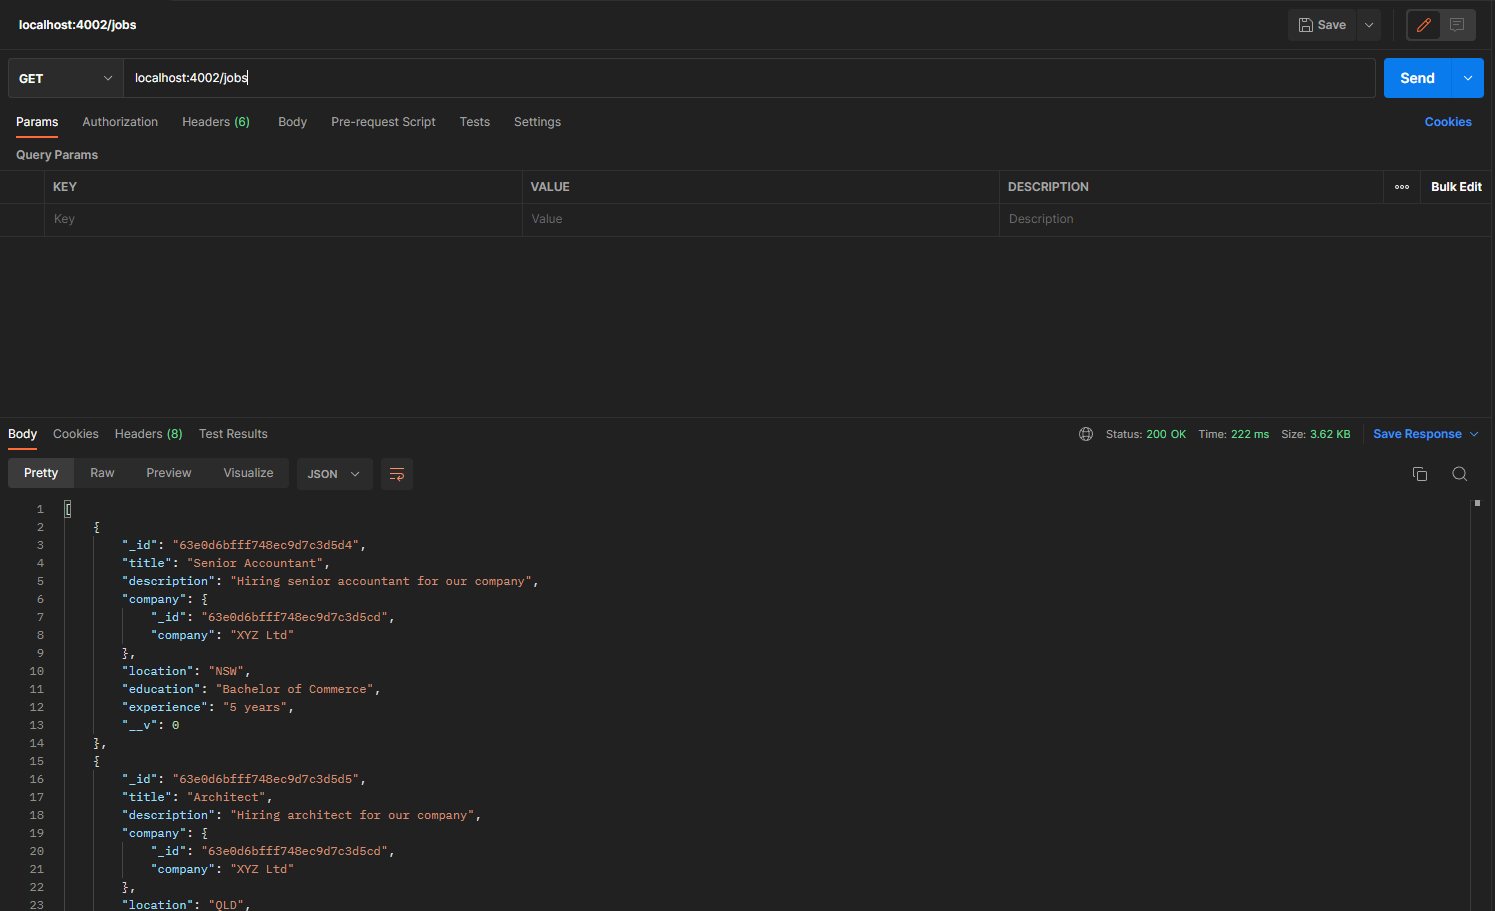 localhost:4002/jobs
Save
GET localhost:4002/jobs Send
Params Authorization Headers (6) Body Pre-request Script Tests Settings Cookies
Query Params
KEY VALUE DESCRIPTION Bulk Edit
Key Value Description
Body Cookies Headers (8) Test Results Status: 200 OK Time: 222 ms Size: 3.62 KB Save Response
Pretty Raw Preview Visualize JSON
1 [
2 {
3 "_id": "63e0d6bfff748ec9d7c3d5d4",
4 "title": "Senior Accountant",
5 "description": "Hiring senior accountant for our company",
6 "company": {
7 "_id": "63e0d6bfff748ec9d7c3d5cd",
8 "company": "XYZ Ltd"
9 },
10 "location": "NSW",
11 "education": "Bachelor of Commerce",
12 "experience": "5 years",
13 "__v": 0
14 },
15 {
16 "_id": "63e0d6bfff748ec9d7c3d5d5",
17 "title": "Architect",
18 "description": "Hiring architect for our company",
19 "company": {
20 "_id": "63e0d6bfff748ec9d7c3d5cd",
21 "company": "XYZ Ltd"
22 },
23 "location": "QLD",